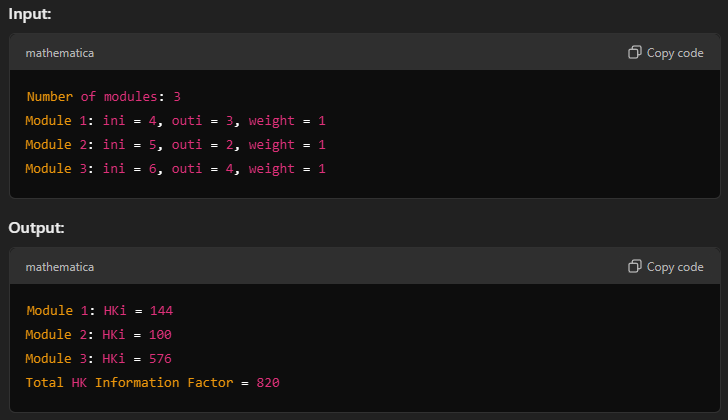 Input:
mathematica Copy code
Number of modules: 3
Module 1: ini = 4, outi = 3, weight = 1
Module 2: ini = 5, outi = 2, weight = 1
Module 3: ini = 6, outi = 4, weight = 1
Output:
mathematica Copy code
Module 1: HKi = 144
Module 2: HKi = 100
Module 3: HKi = 576
Total HK Information Factor = 820